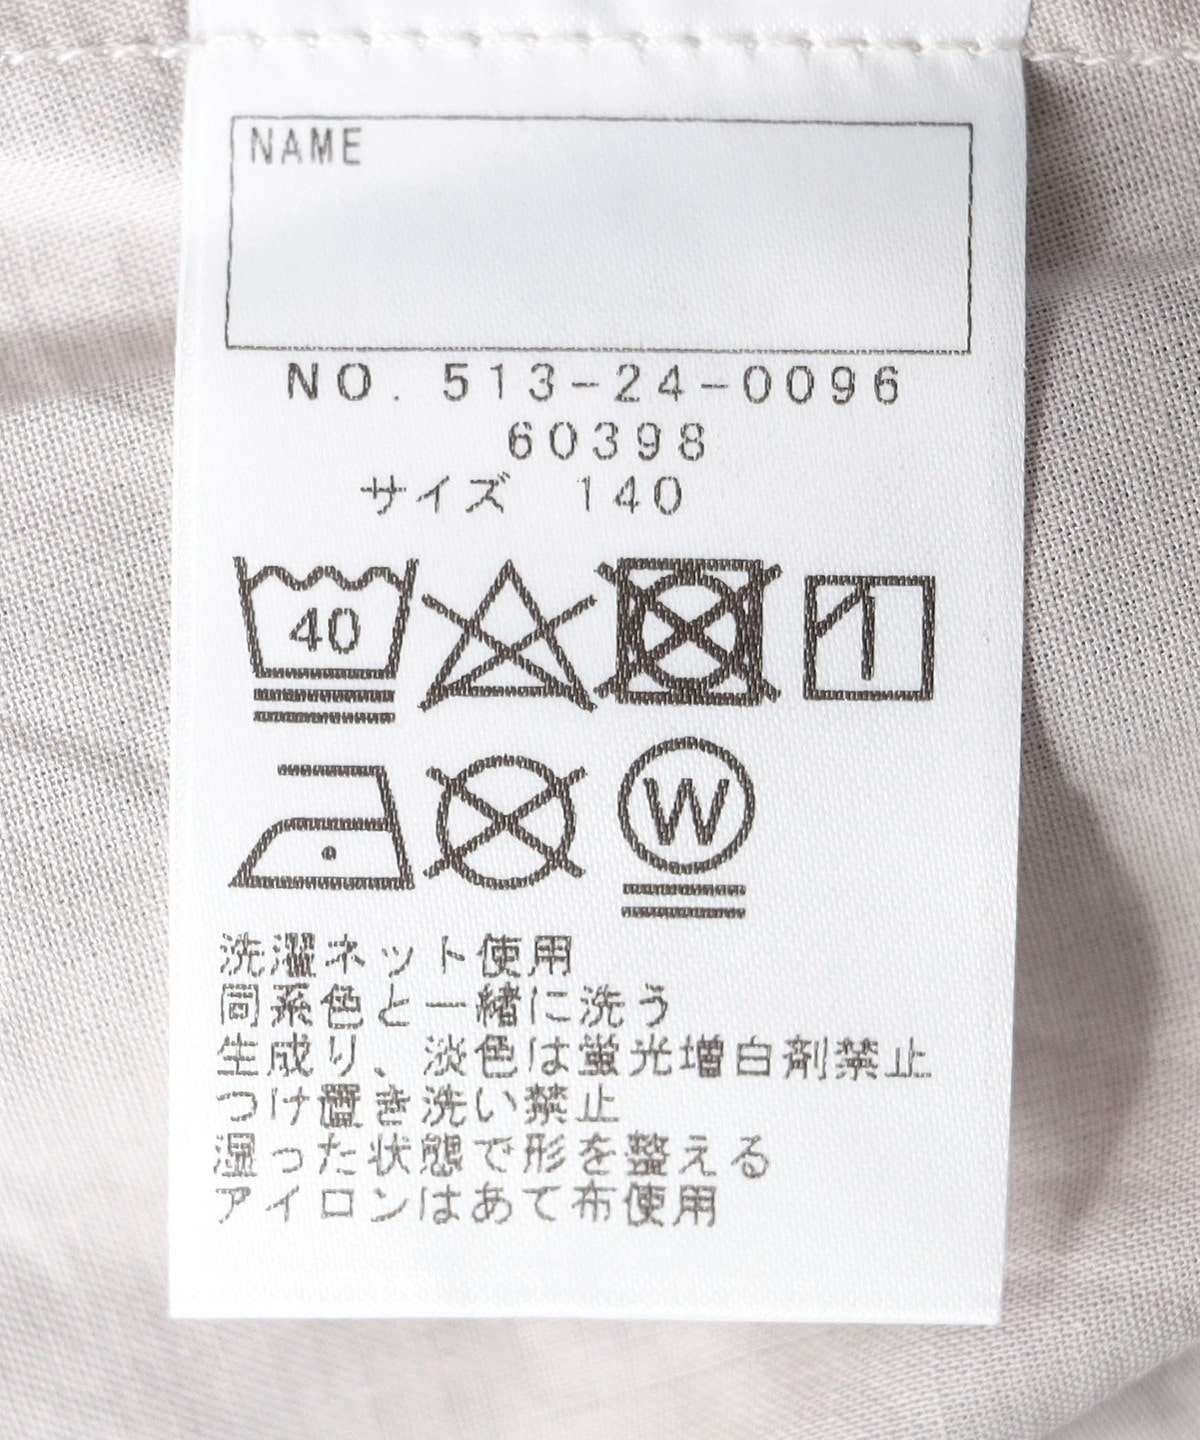 NAME
NO. 513-24-0096
60398
サイズ 140
40
W
洗濯ネット使用
同系色と一緒に洗う
生成り、淡色は蛍光増白剤禁止
つけ置き洗い禁止
湿った状態で形を整える
アイロンはあて布使用